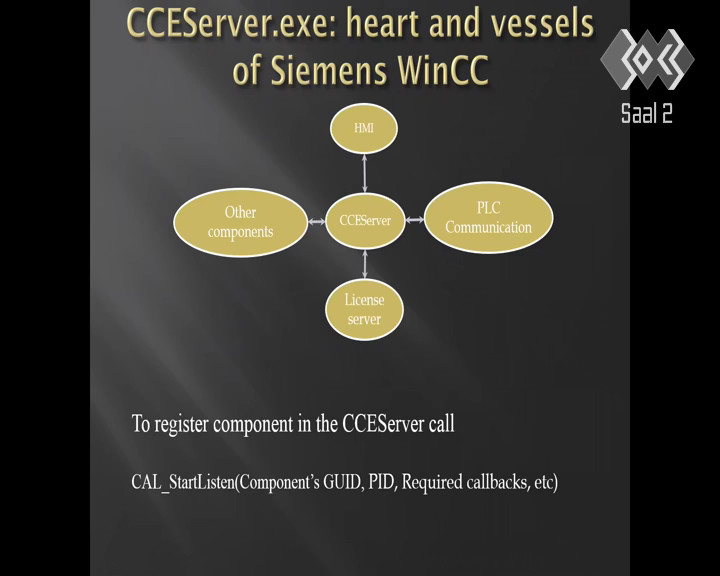 CCEServer.exe: heart and vessels
of Siemens WinCC
Saal 2
HMI
Other
components
CCEServer
PLC
Communication
License
server
To register component in the CCEServer call
CAL_StartListen(Component's GUID, PID, Required callbacks, etc)